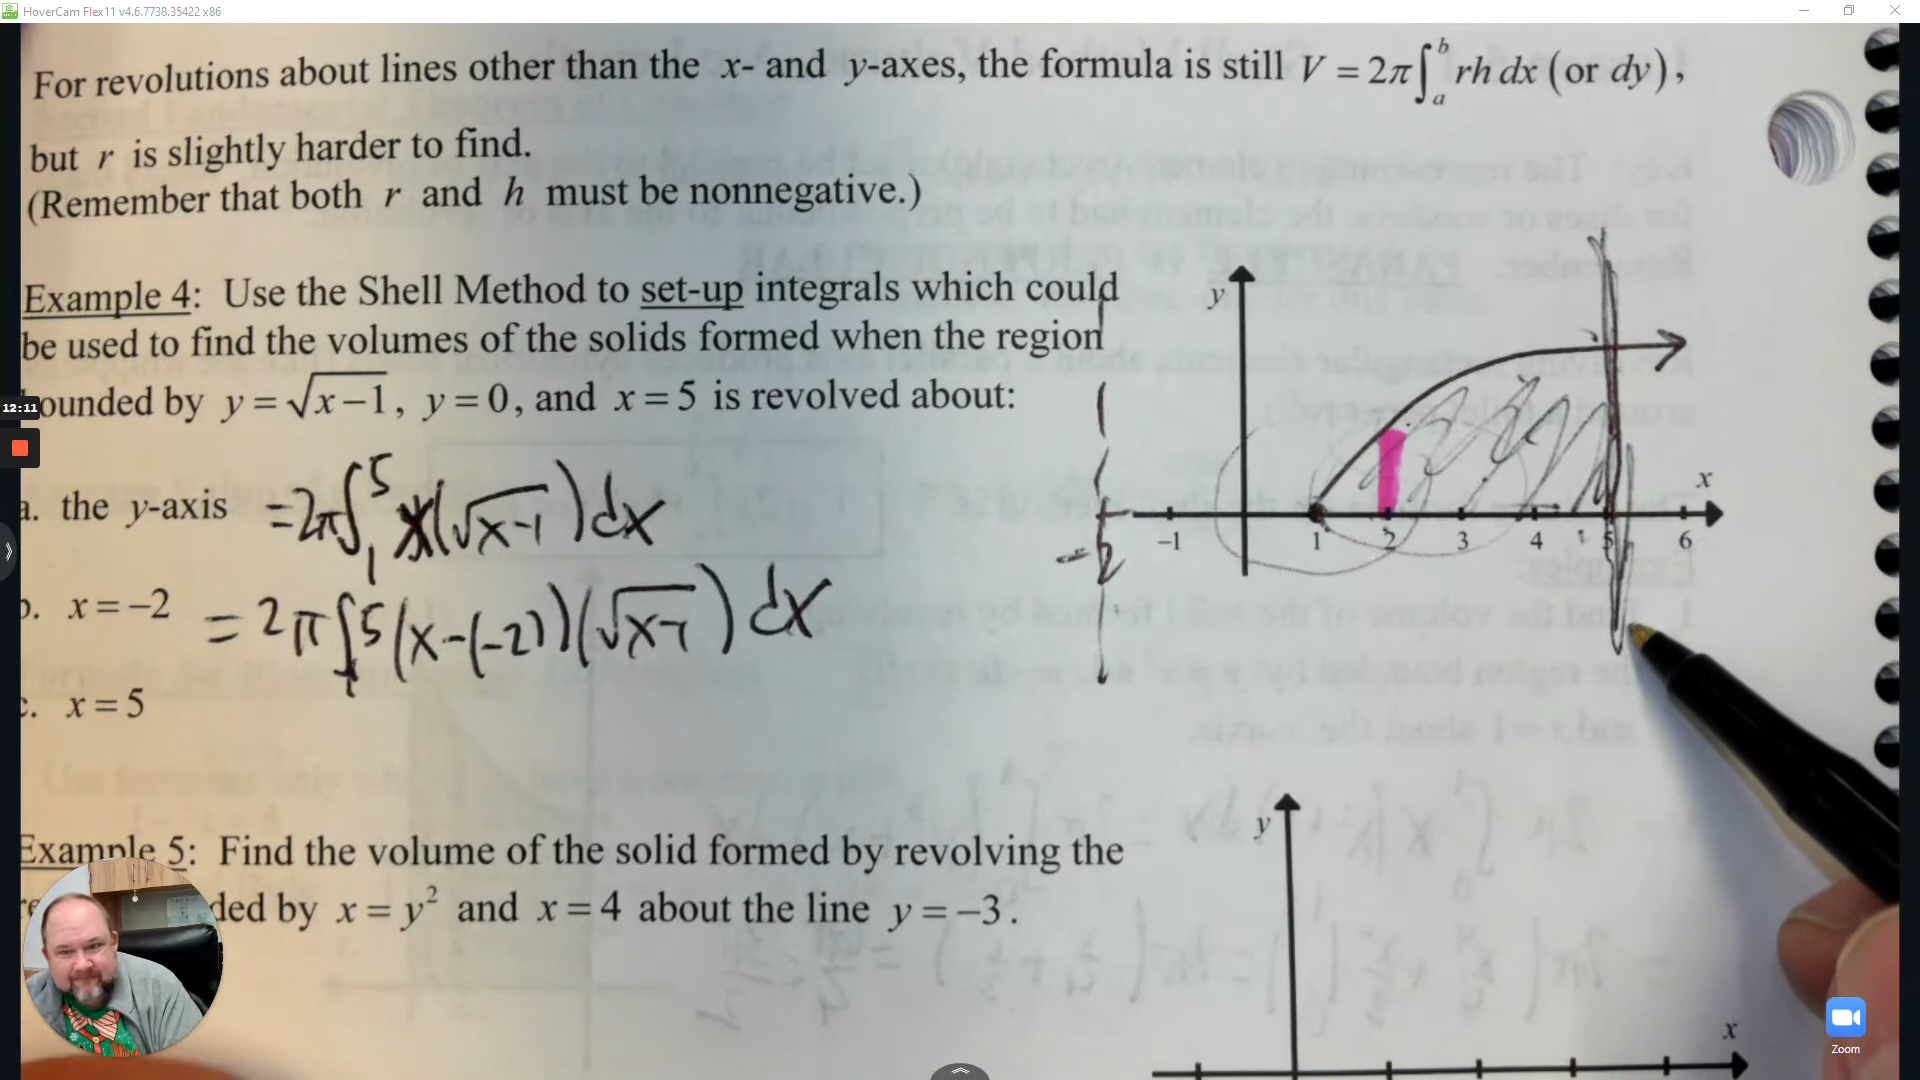 HoverCam Flex11 v4.6.7738.35422 x86
For revolutions about lines other than the x- and y-axes, the formula is still V = 2π∫_a^b rh dx (or dy),
but r is slightly harder to find.
(Remember that both r and h must be nonnegative.)
Example 4: Use the Shell Method to set-up integrals which could
be used to find the volumes of the solids formed when the region
ounded by y = √(x−1), y = 0, and x = 5 is revolved about:
12:11
a. the y-axis = 2π∫_1^5 x(√x−1)dx
b. x = −2 = 2π∫_1^5 (x−(−2))(√x−1)dx
c. x = 5
y
x
-2 −1 1 2 3 4 5 6
Example 5: Find the volume of the solid formed by revolving the
ded by x = y² and x = 4 about the line y = −3.
y
x
Zoom